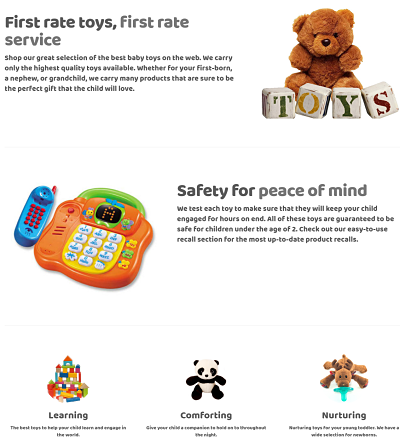 First rate toys, first rate
service
Shop our great selection of the best baby toys on the web. We carry
only the highest quality toys available. Whether for your first-born,
a nephew, or grandchild, we carry many products that are sure to be
the perfect gift that the child will love.
TOYS
Safety for peace of mind
We test each toy to make sure that they will keep your child
engaged for hours on end. All of these toys are guaranteed to be
safe for children under the age of 2. Check out our easy-to-use
recall section for the most up-to-date product recalls.
Learning
Comforting
Nurturing
The best toys to help your child learn and engage in
the world.
Give your child a companion to hold on to throughout
the night.
Nurturing toys for your young toddler. We have a
wide selection for newborns.